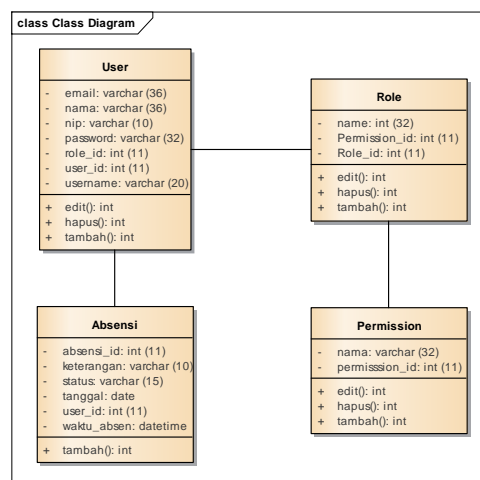 class Class Diagram
User
- email: varchar (36)
- nama: varchar (36)
- nip: varchar (10)
- password: varchar (32)
- role_id: int (11)
- user_id: int (11)
- username: varchar (20)
+ edit(): int
+ hapus(): int
+ tambah(): int
Role
- name: int (32)
- Permission_id: int (11)
- Role_id: int (11)
+ edit(): int
+ hapus(): int
+ tambah(): int
Absensi
- absensi_id: int (11)
- keterangan: varchar (10)
- status: varchar (15)
- tanggal: date
- user_id: int (11)
- waktu_absen: datetime
+ tambah(): int
Permission
- nama: varchar (32)
- permisssion_id: int (11)
+ edit(): int
+ hapus(): int
+ tambah(): int